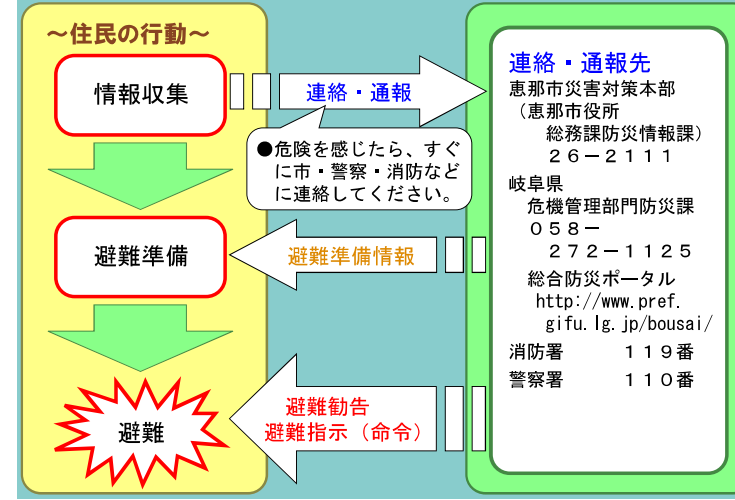 ～住民の行動～
情報収集
連絡・通報
●危険を感じたら、すぐ
に市・警察・消防など
に連絡してください。
避難準備
避難準備情報
避難
避難勧告
避難指示（命令）
連絡・通報先
恵那市災害対策本部
（恵那市役所
総務課防災情報課）
２６－２１１１
岐阜県
危機管理部門防災課
０５８－
２７２－１１２５
総合防災ポータル
http://www.pref.
gifu.lg.jp/bousai/
消防署　１１９番
警察署　１１０番